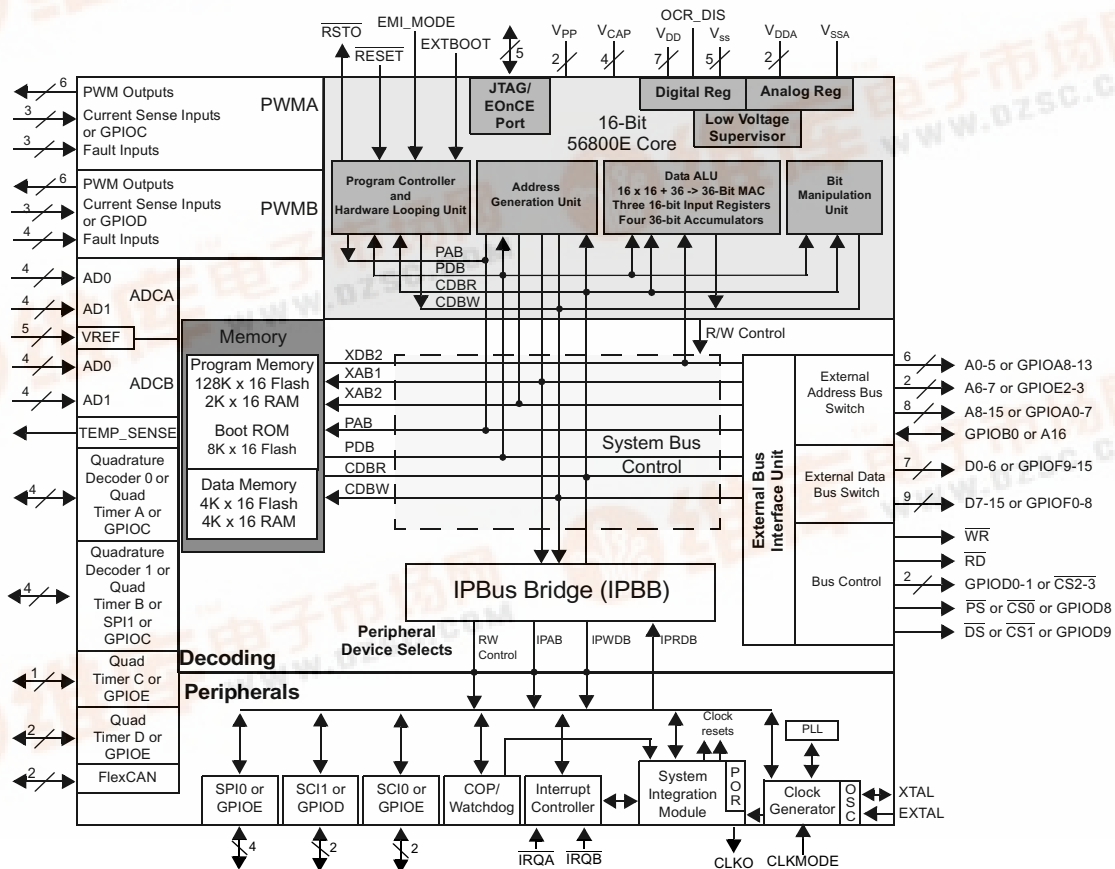 RSTO
EMI_MODE
RESET
EXTBOOT
5
VPP
2
VCAP
4
OCR_DIS
VDD
7
Vss
5
VDDA
2
VSSA
6
PWM Outputs
PWMA
3
Current Sense Inputs
or GPIOC
3
Fault Inputs
6
PWM Outputs
PWMB
3
Current Sense Inputs
or GPIOD
4
Fault Inputs
4
AD0
ADCA
4
AD1
5
VREF
4
AD0
ADCB
4
AD1
TEMP_SENSE
4
Quadrature
Decoder 0 or
Quad
Timer A or
GPIOC
4
Quadrature
Decoder 1 or
Quad
Timer B or
SPI1 or
GPIOC
1
Quad
Timer C or
GPIOE
2
Quad
Timer D or
GPIOE
2
FlexCAN
JTAG/
EOnCE
Port
16-Bit
56800E Core
Digital Reg
Analog Reg
Low Voltage
Supervisor
Program Controller
and
Hardware Looping Unit
Address
Generation Unit
Data ALU
16 x 16 + 36 -> 36-Bit MAC
Three 16-bit Input Registers
Four 36-bit Accumulators
Bit
Manipulation
Unit
PAB
PDB
CDBR
CDBW
R/W Control
Memory
Program Memory
128K x 16 Flash
2K x 16 RAM
Boot ROM
8K x 16 Flash
Data Memory
4K x 16 Flash
4K x 16 RAM
XDB2
XAB1
XAB2
PAB
PDB
CDBR
CDBW
System Bus
Control
External Bus
Interface Unit
External
Address Bus
Switch
External Data
Bus Switch
Bus Control
6
A0-5 or GPIOA8-13
2
A6-7 or GPIOE2-3
8
A8-15 or GPIOA0-7
GPIOB0 or A16
7
D0-6 or GPIOF9-15
9
D7-15 or GPIOF0-8
WR
RD
2
GPIOD0-1 or CS2-3
PS or CS0 or GPIOD8
DS or CS1 or GPIOD9
IPBus Bridge (IPBB)
Peripheral
Device Selects
RW
Control
IPAB
IPWDB
IPRDB
Decoding
Peripherals
Clock
resets
PLL
SPI0 or
GPIOE
SCI1 or
GPIOD
SCI0 or
GPIOE
COP/
Watchdog
Interrupt
Controller
System
Integration
Module
POR
Clock
Generator
OSC
XTAL
EXTAL
4
2
2
IRQA
IRQB
CLKO
CLKMODE
维库电子市场网
WWW.DZSC.COM